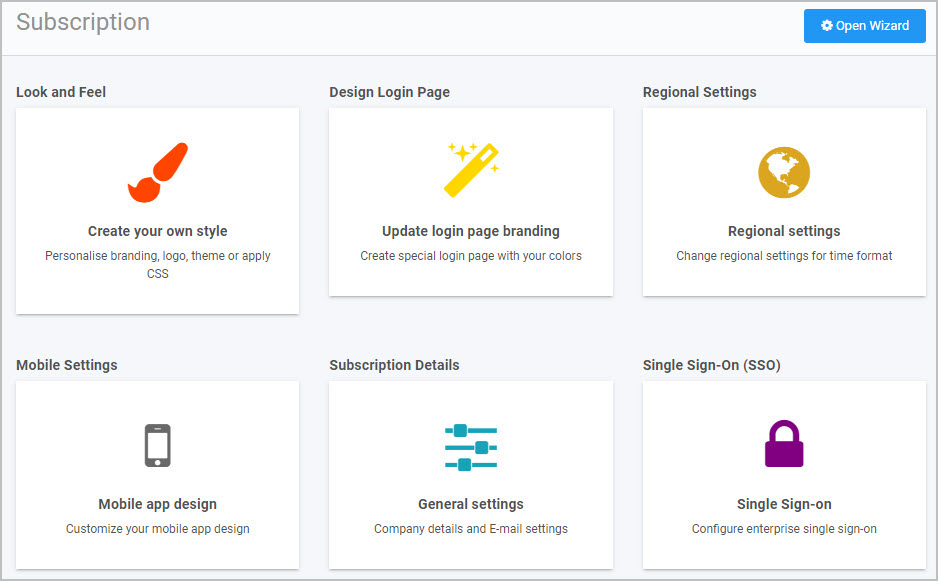 Subscription
Open Wizard
Look and Feel
Design Login Page
Regional Settings
Create your own style
Personalise branding, logo, theme or apply
CSS
Update login page branding
Create special login page with your colors
Regional settings
Change regional settings for time format
Mobile Settings
Subscription Details
Single Sign-On (SSO)
Mobile app design
Customize your mobile app design
General settings
Company details and E-mail settings
Single Sign-on
Configure enterprise single sign-on